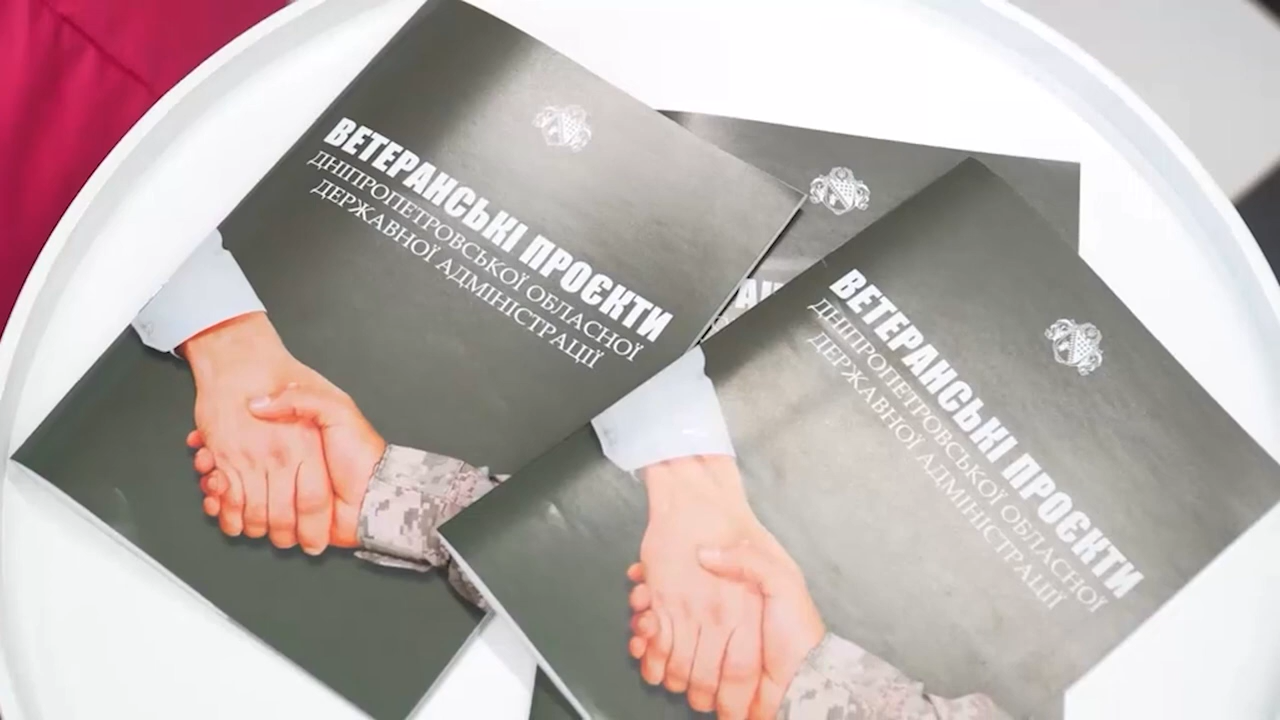 ВЕТЕРАНСЬКІ ПРОЄКТИ
ДНІПРОПЕТРОВСЬКОЇ ОБЛАСНОЇ
ДЕРЖАВНОЇ АДМІНІСТРАЦІЇ
ВЕТЕРАНСЬКІ ПРОЄКТИ
ДНІПРОПЕТРОВСЬКОЇ ОБЛАСНОЇ
ДЕРЖАВНОЇ АДМІНІСТРАЦІЇ